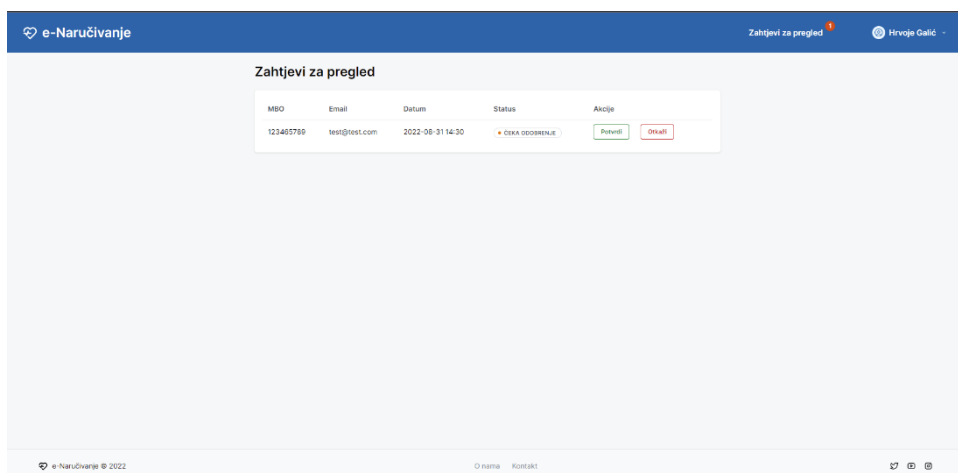 e-Naručivanje
Zahtjevi za pregled 1 Hrvoje Galić
Zahtjevi za pregled
MBO Email Datum Status Akcije
123465789 test@test.com 2022-08-31 14:30 ČEKA ODOBRENJE Potvrdi Otkaži
e-Naručivanje © 2022 O nama Kontakt